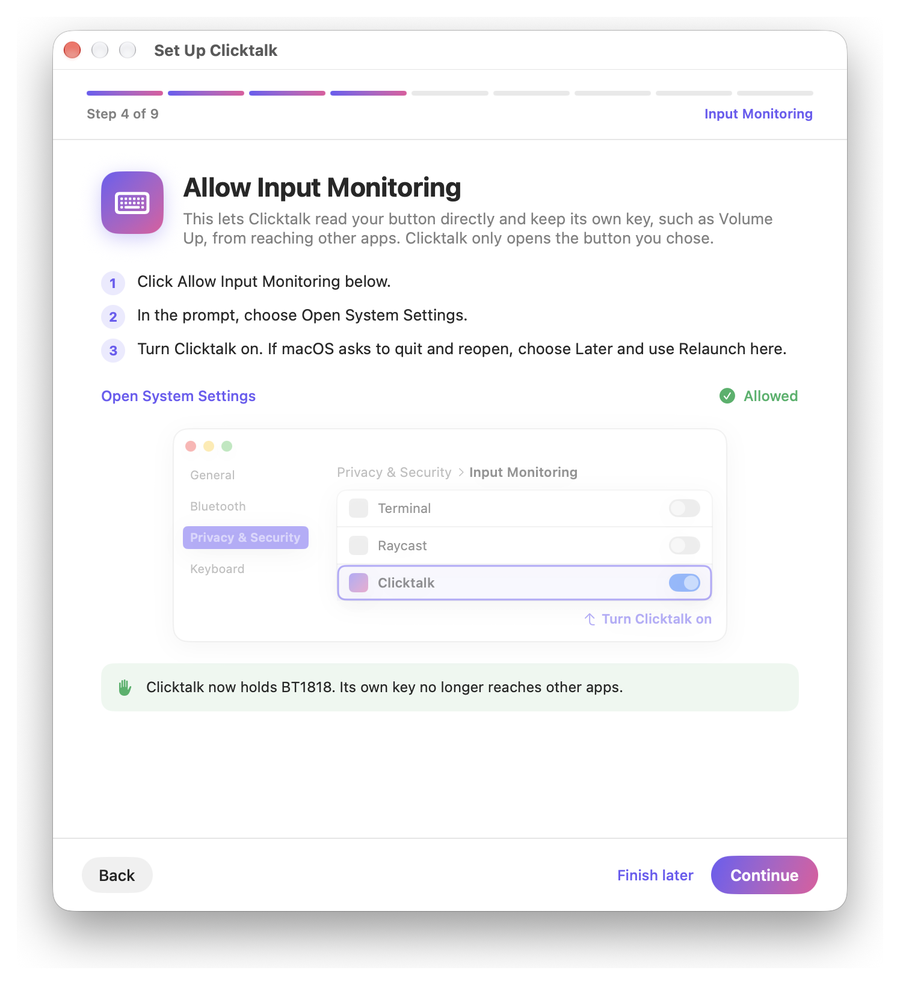 Set Up Clicktalk
Step 4 of 9
Input Monitoring
Allow Input Monitoring
This lets Clicktalk read your button directly and keep its own key, such as Volume
Up, from reaching other apps. Clicktalk only opens the button you chose.
1 Click Allow Input Monitoring below.
2 In the prompt, choose Open System Settings.
3 Turn Clicktalk on. If macOS asks to quit and reopen, choose Later and use Relaunch here.
Open System Settings
Allowed
General
Bluetooth
Privacy & Security
Keyboard
Privacy & Security > Input Monitoring
Terminal
Raycast
Clicktalk
Turn Clicktalk on
Clicktalk now holds BT1818. Its own key no longer reaches other apps.
Back
Finish later
Continue